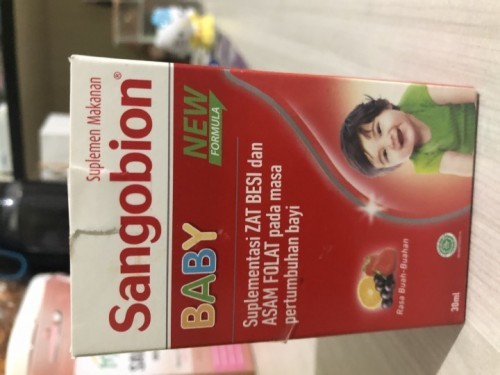 Suplemen Makanan
Sangobion®
BABY
NEW
FORMULA
Suplementasi ZAT BESI dan
ASAM FOLAT pada masa
pertumbuhan bayi
Rasa Buah-Buahan
30ml